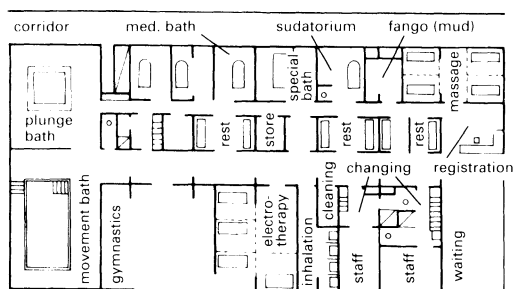 corridor
med. bath
sudatorium
fango (mud)
plunge
bath
special
bath
massage
rest
store
rest
rest
changing
registration
movement bath
gymnastics
electro-
therapy
inhalation
cleaning
staff
staff
waiting